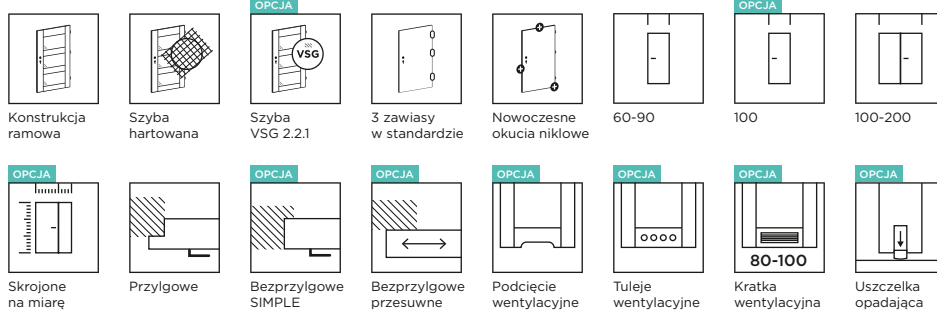 OPCJA
OPCJA
VSG
Konstrukcja
ramowa
Szyba
hartowana
Szyba
VSG 2.2.1
3 zawiasy
w standardzie
Nowoczesne
okucia niklowe
60-90
100
100-200
OPCJA
OPCJA
OPCJA
OPCJA
OPCJA
OPCJA
OPCJA
80-100
Skrojone
na miarę
Przylgowe
Bezprzylgowe
SIMPLE
Bezprzylgowe
przesuwne
Podcięcie
wentylacyjne
Tuleje
wentylacyjne
Kratka
wentylacyjna
Uszczelka
opadająca